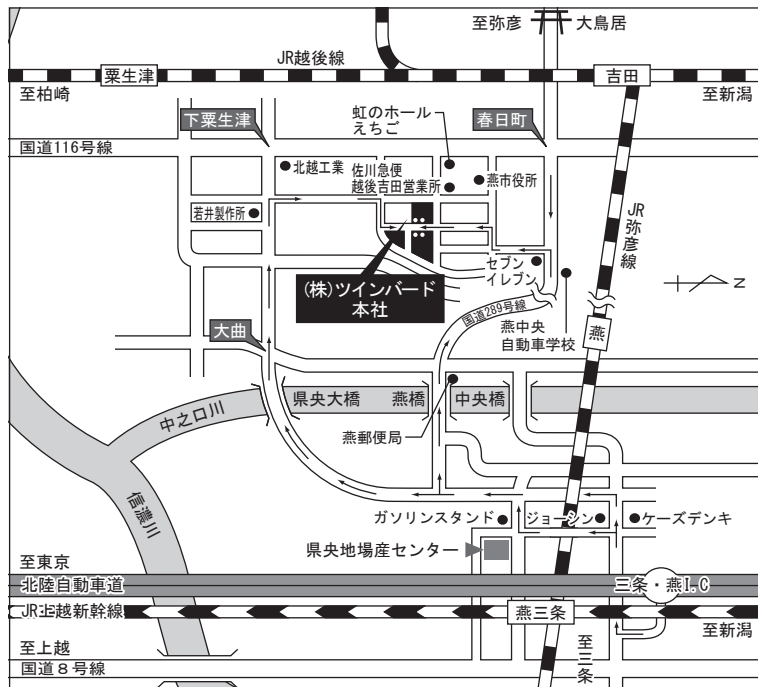 至弥彦
大鳥居
JR越後線
粟生津
吉田
至柏崎
至新潟
下粟生津
虹のホール
えちご
春日町
国道116号線
北越工業
佐川急便
越後吉田営業所
燕市役所
若井製作所
JR弥彦線
セブン
イレブン
N
(株)ツインバード
本社
国道289号線
燕中央
自動車学校
大曲
燕
県央大橋
燕橋
中央橋
中之口川
燕郵便局
信濃川
ガソリンスタンド
ジョーシン
ケーズデンキ
県央地場産センター
至東京
北陸自動車道
三条・燕I.C
JR上越新幹線
燕三条
至新潟
至上越
至三条
国道8号線